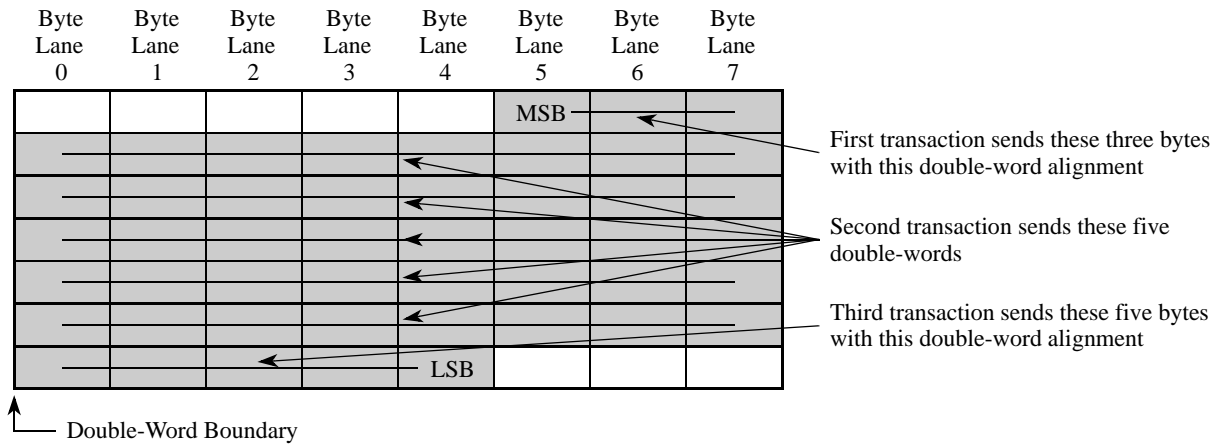 Byte Lane 0
Byte Lane 1
Byte Lane 2
Byte Lane 3
Byte Lane 4
Byte Lane 5
Byte Lane 6
Byte Lane 7
MSB
First transaction sends these three bytes
with this double-word alignment
Second transaction sends these five
double-words
Third transaction sends these five bytes
with this double-word alignment
LSB
Double-Word Boundary